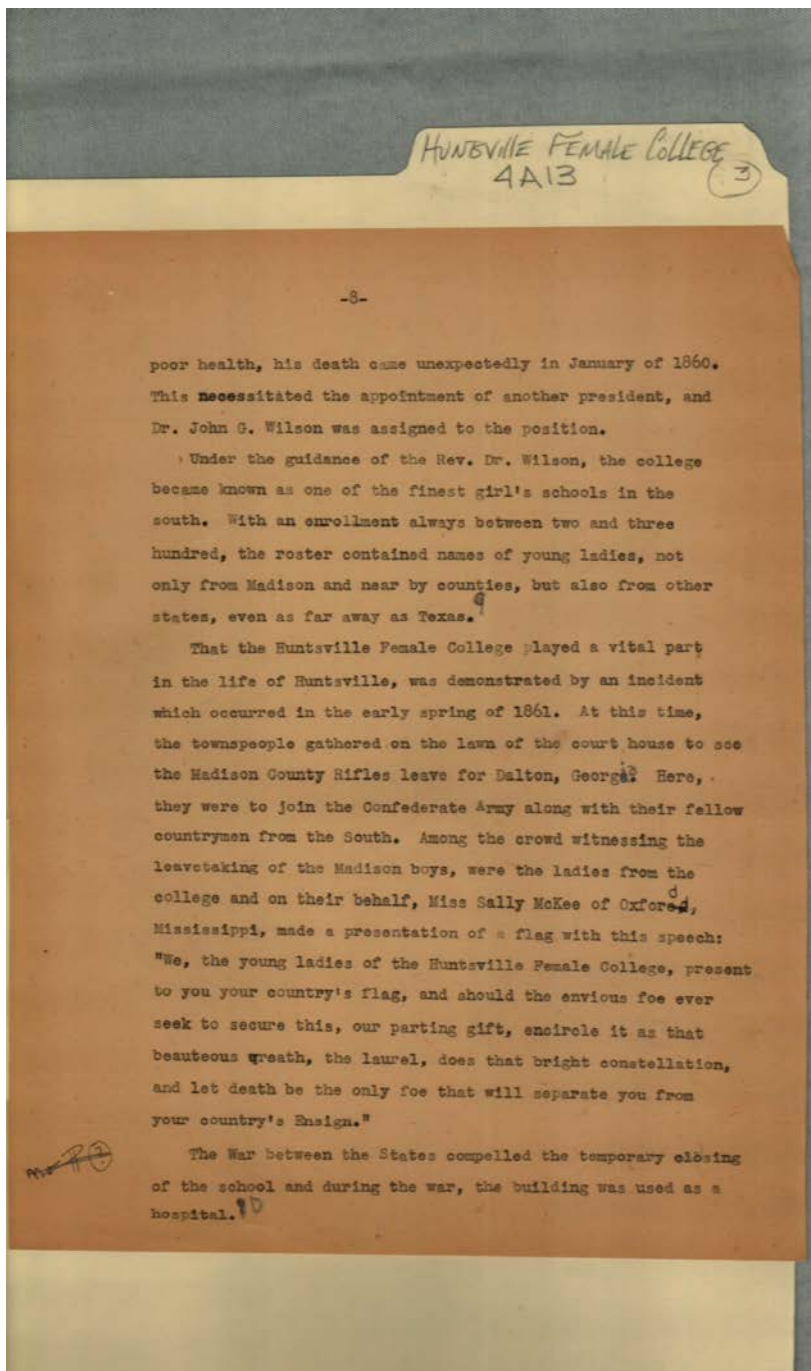 HUNTSVILLE FEMALE COLLEGE
4A13
3
-8-
poor health, his death came unexpectedly in January of 1860.
This necessitated the appointment of another president, and
Dr. John G. Wilson was assigned to the position.
Under the guidance of the Rev. Dr. Wilson, the college
became known as one of the finest girl's schools in the
south. With an enrollment always between two and three
hundred, the roster contained names of young ladies, not
only from Madison and near by counties, but also from other
states, even as far away as Texas. 9
That the Huntsville Female College played a vital part
in the life of Huntsville, was demonstrated by an incident
which occurred in the early spring of 1861. At this time,
the townspeople gathered on the lawn of the court house to see
the Madison County Rifles leave for Dalton, Georgia. Here,
they were to join the Confederate Army along with their fellow
countrymen from the South. Among the crowd witnessing the
leavetaking of the Madison boys, were the ladies from the
college and on their behalf, Miss Sally McKee of Oxford,
Mississippi, made a presentation of a flag with this speech:
"We, the young ladies of the Huntsville Female College, present
to you your country's flag, and should the envious foe ever
seek to secure this, our parting gift, encircle it as that
beauteous wreath, the laurel, does that bright constellation,
and let death be the only foe that will separate you from
your country's Ensign."
The War between the States compelled the temporary closing
of the school and during the war, the building was used as a
hospital. 10